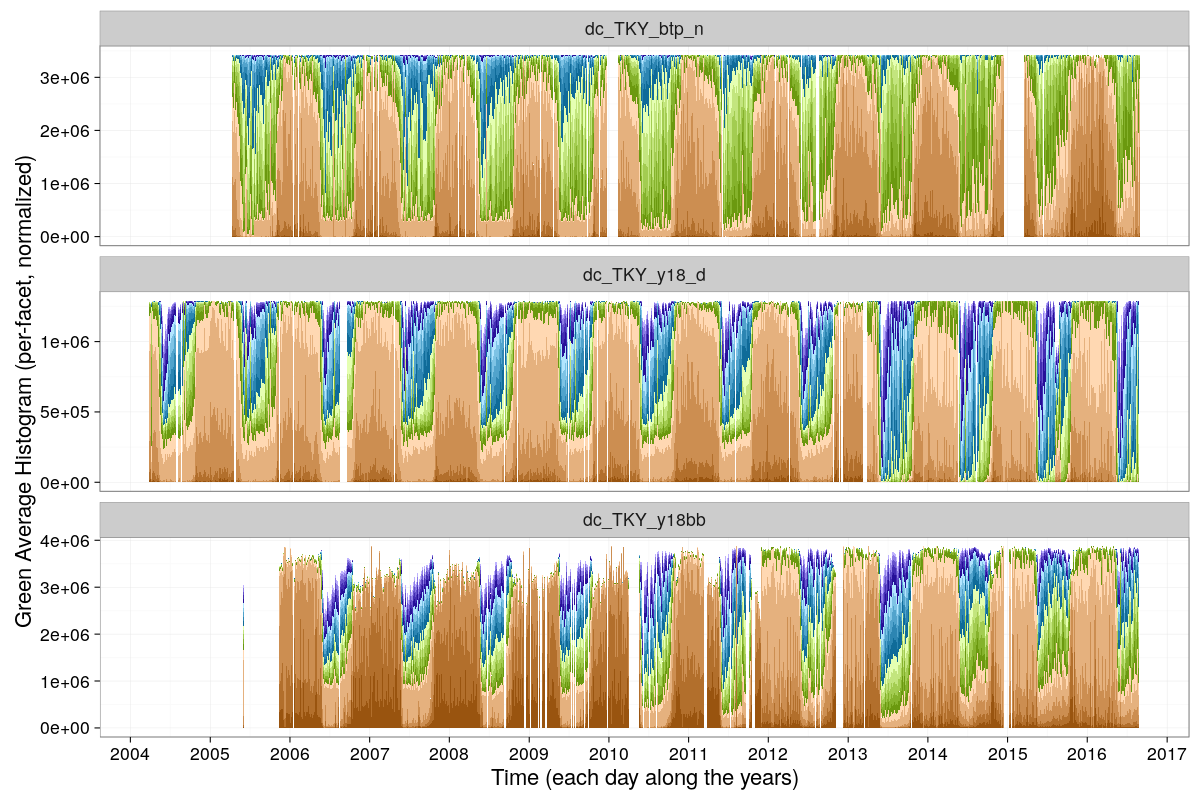 dc_TKY_btp_n
3e+06
2e+06
1e+06
0e+00
dc_TKY_y18_d
1e+06
5e+05
0e+00
dc_TKY_y18bb
4e+06
3e+06
2e+06
1e+06
0e+00
Green Average Histogram (per-facet, normalized)
2004 2005 2006 2007 2008 2009 2010 2011 2012 2013 2014 2015 2016 2017
Time (each day along the years)